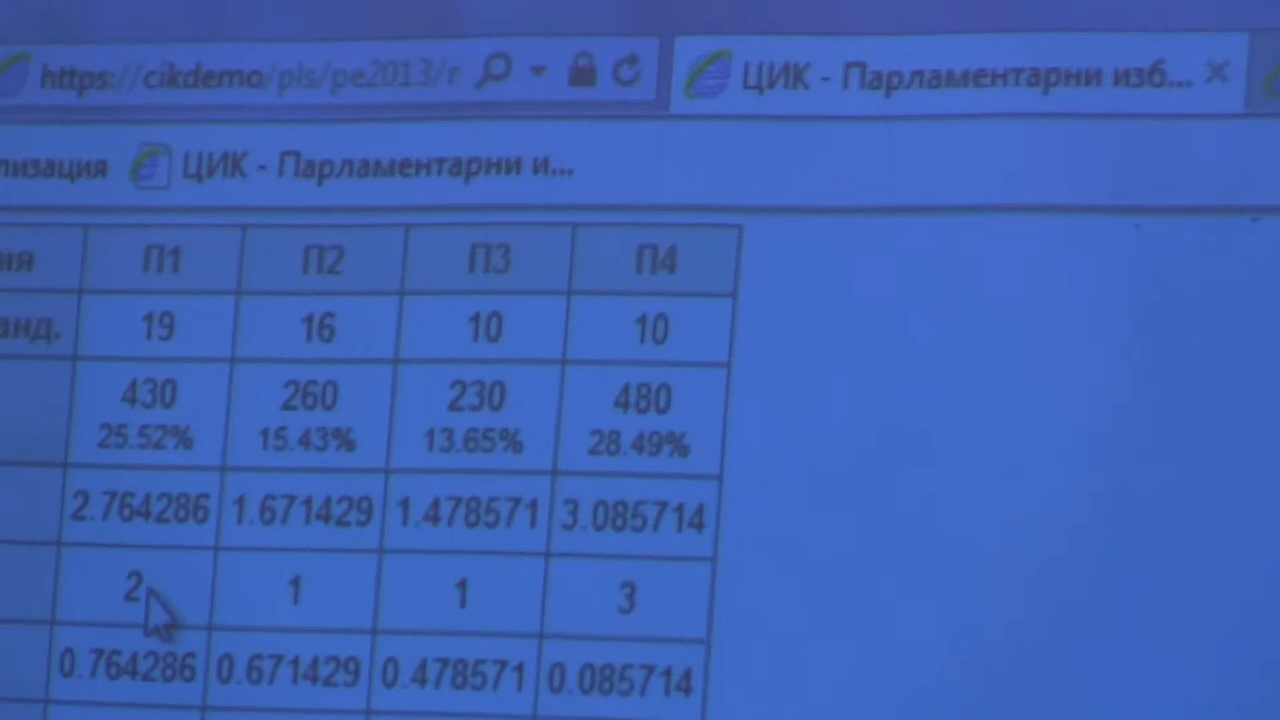 https://cikdemo/pls/pe2013/r ЦИК - Парламентарни изб...
лизация ЦИК - Парламентарни и...
ия П1 П2 П3 П4
анд. 19 16 10 10
430 260 230 480
25.52% 15.43% 13.65% 28.49%
2.764286 1.671429 1.478571 3.085714
2 1 1 3
0.764286 0.671429 0.478571 0.085714